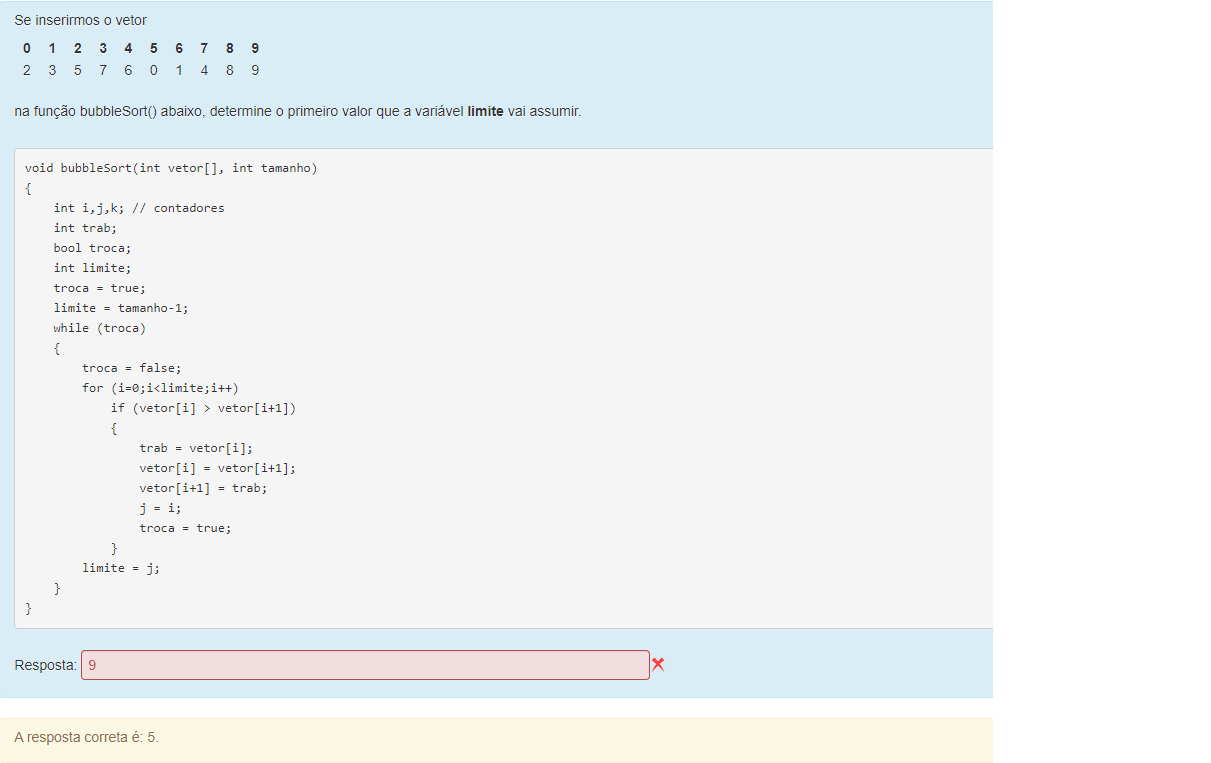 Se inserirmos o vetor
0 1 2 3 4 5 6 7 8 9
2 3 5 7 6 0 1 4 8 9
na função bubbleSort() abaixo, determine o primeiro valor que a variável limite vai assumir.
void bubbleSort(int vetor[], int tamanho)
{
    int i,j,k; // contadores
    int trab;
    bool troca;
    int limite;
    troca = true;
    limite = tamanho-1;
    while (troca)
    {
        troca = false;
        for (i=0;i<limite;i++)
            if (vetor[i] > vetor[i+1])
            {
                trab = vetor[i];
                vetor[i] = vetor[i+1];
                vetor[i+1] = trab;
                j = i;
                troca = true;
            }
        limite = j;
    }
}
Resposta: 9
A resposta correta é: 5.